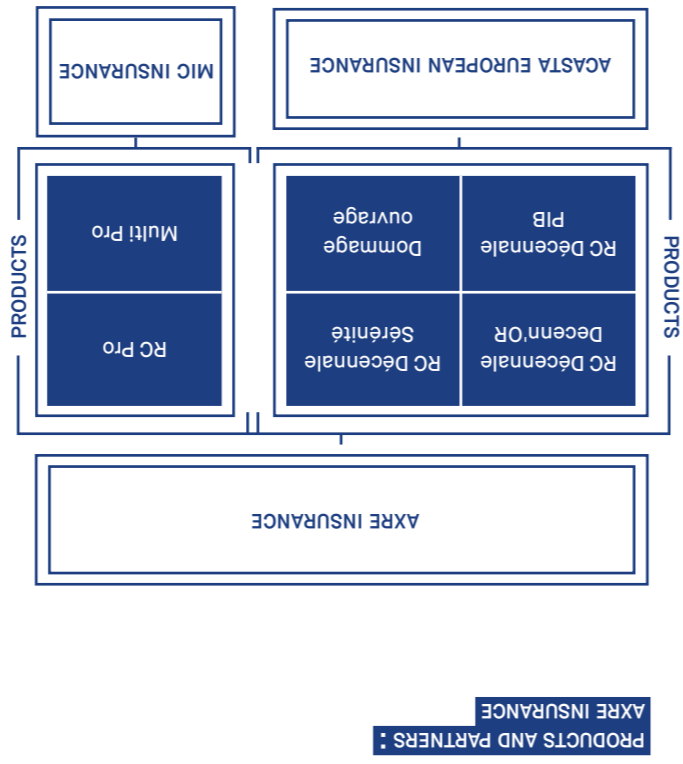 PRODUCTS AND PARTNERS :
AXRE INSURANCE
AXRE INSURANCE
PRODUCTS
RC Décennale
Decenn'OR
RC Décennale
Sérénité
RC Pro
RC Décennale
PIB
Dommage
ouvrage
Multi Pro
PRODUCTS
ACASTA EUROPEAN INSURANCE
MIC INSURANCE